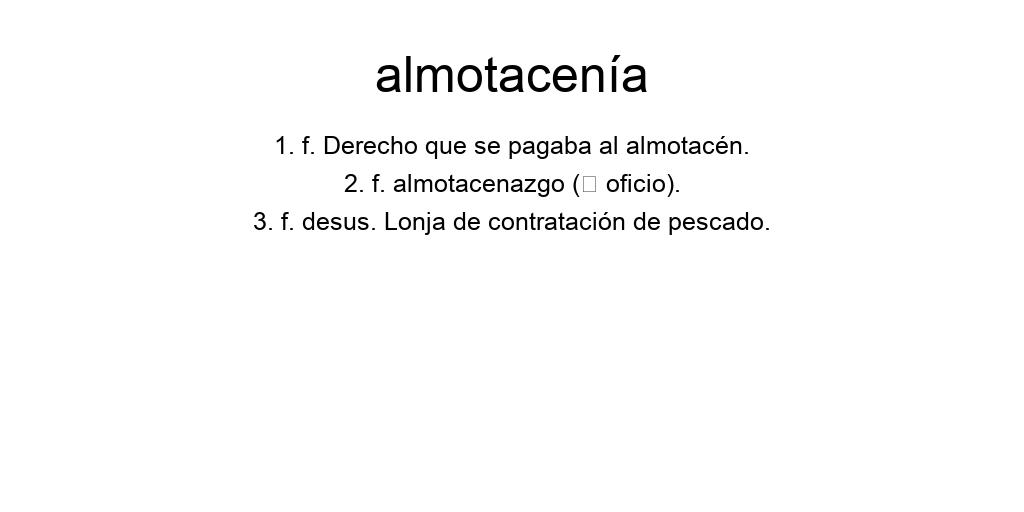 almotacenía
1. f. Derecho que se pagaba al almotacén.
2. f. almotacenazgo (□ oficio).
3. f. desus. Lonja de contratación de pescado.